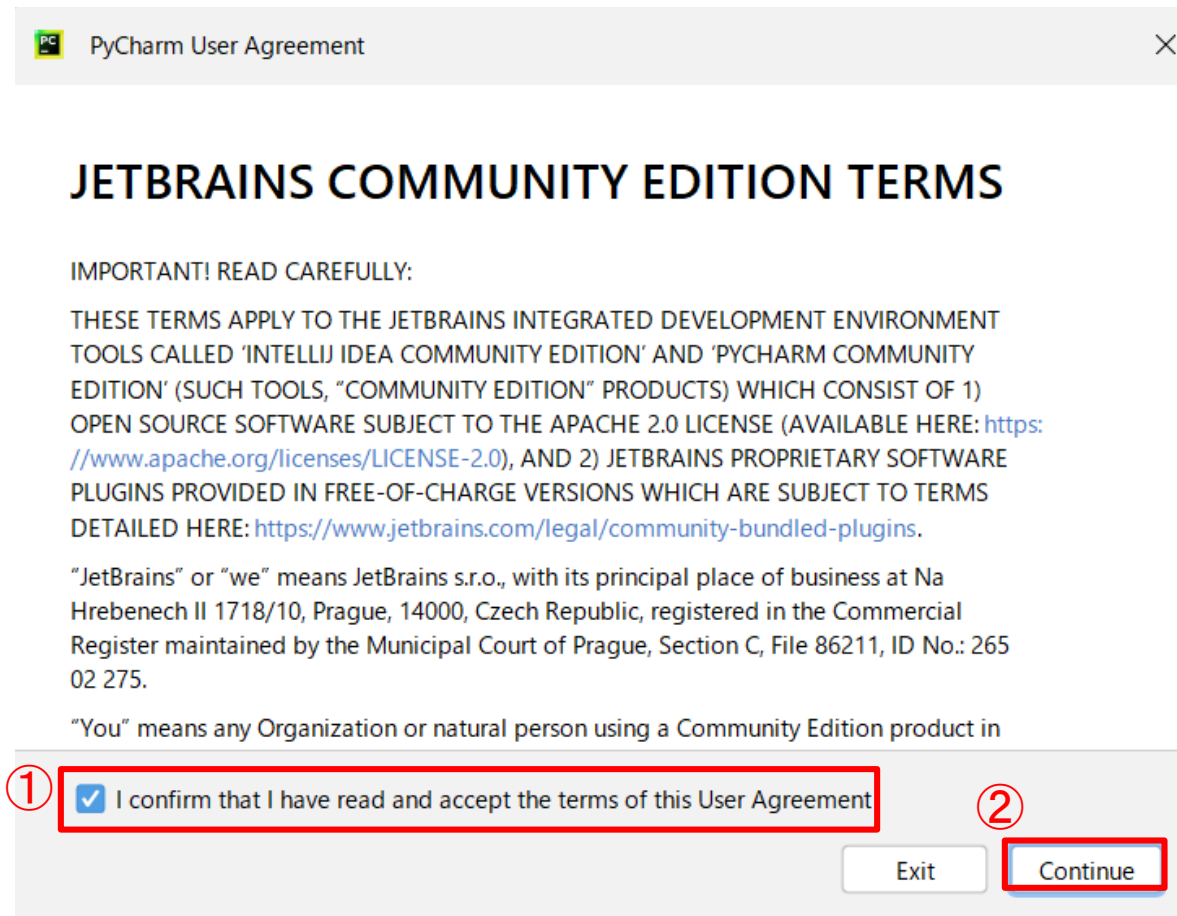 PC PyCharm User Agreement
JETBRAINS COMMUNITY EDITION TERMS
IMPORTANT! READ CAREFULLY:
THESE TERMS APPLY TO THE JETBRAINS INTEGRATED DEVELOPMENT ENVIRONMENT
TOOLS CALLED ‘INTELLIJ IDEA COMMUNITY EDITION’ AND ‘PYCHARM COMMUNITY
EDITION’ (SUCH TOOLS, “COMMUNITY EDITION” PRODUCTS) WHICH CONSIST OF 1)
OPEN SOURCE SOFTWARE SUBJECT TO THE APACHE 2.0 LICENSE (AVAILABLE HERE: https:
//www.apache.org/licenses/LICENSE-2.0), AND 2) JETBRAINS PROPRIETARY SOFTWARE
PLUGINS PROVIDED IN FREE-OF-CHARGE VERSIONS WHICH ARE SUBJECT TO TERMS
DETAILED HERE: https://www.jetbrains.com/legal/community-bundled-plugins.
“JetBrains” or “we” means JetBrains s.r.o., with its principal place of business at Na
Hrebenech II 1718/10, Prague, 14000, Czech Republic, registered in the Commercial
Register maintained by the Municipal Court of Prague, Section C, File 86211, ID No.: 265
02 275.
“You” means any Organization or natural person using a Community Edition product in
① I confirm that I have read and accept the terms of this User Agreement
②
Exit Continue